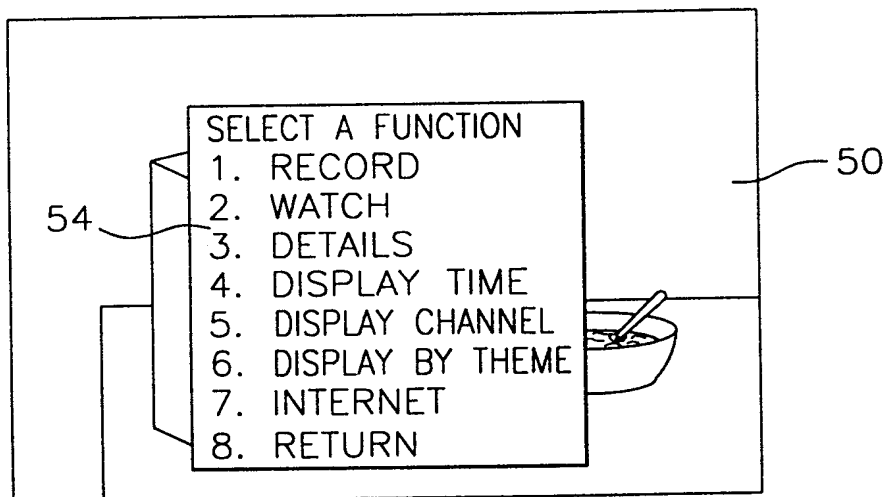 SELECT A FUNCTION
1. RECORD
2. WATCH
3. DETAILS
4. DISPLAY TIME
5. DISPLAY CHANNEL
6. DISPLAY BY THEME
7. INTERNET
8. RETURN
50
54